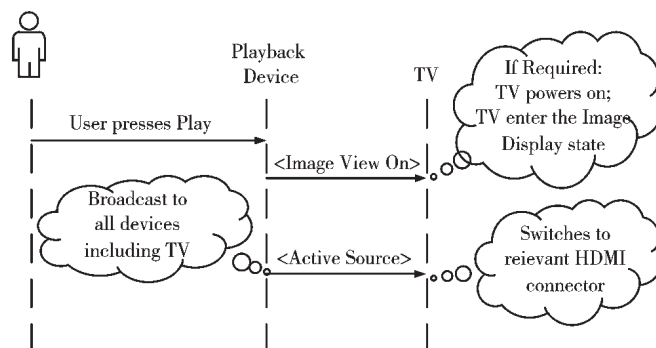 Playback
Device
TV
If Required:
TV powers on;
TV enter the Image
Display state
User presses Play
<Image View On>
Broadcast to
all devices
including TV
<Active Source>
Switches to
reievant HDMI
connector